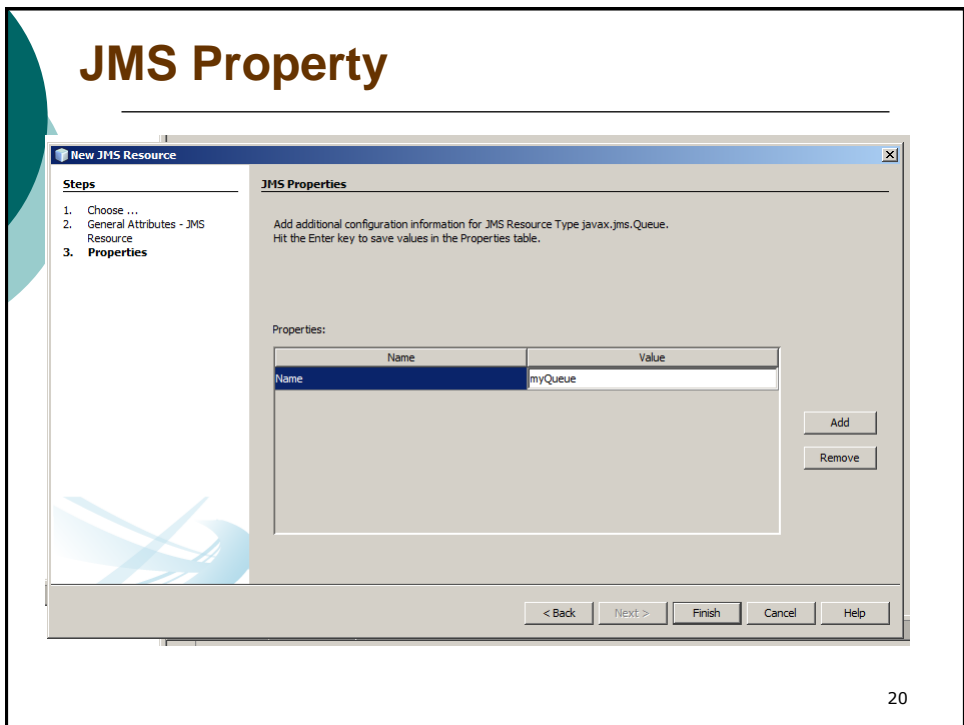 JMS Property
New JMS Resource
Steps
1. Choose ...
2. General Attributes - JMS
Resource
3. Properties
JMS Properties
Add additional configuration information for JMS Resource Type javax.jms.Queue.
Hit the Enter key to save values in the Properties table.
Properties:
Name Value
Name myQueue
Add
Remove
< Back Next > Finish Cancel Help
20